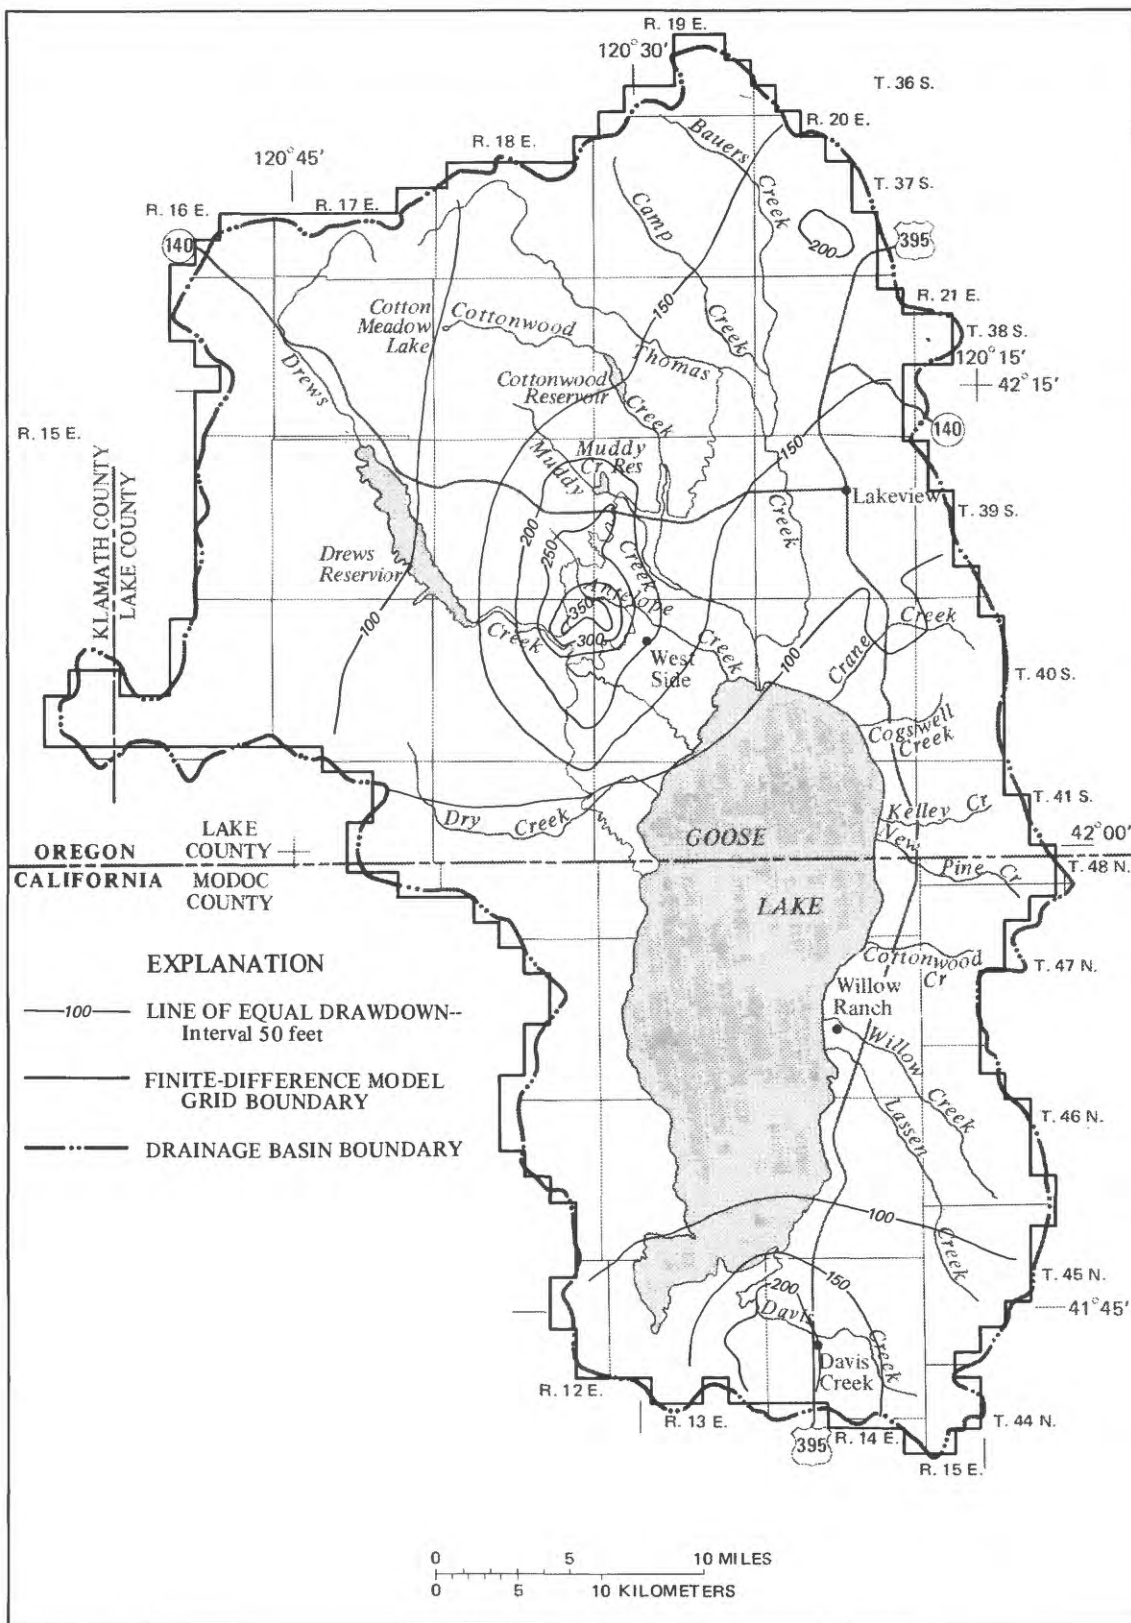 R. 19 E.
120°30'
T. 36 S.
R. 20 E.
R. 18 E.
Bauers
Creek
120°45'
T. 37 S.
R. 17 E.
R. 16 E.
Camp
Creek
140
200
395
R. 21 E.
150
T. 38 S.
Cotton
Meadow
Lake
Cottonwood
Creek
Thomas
Creek
120°15'
42°15'
Drews
Creek
Cottonwood
Reservoir
R. 15 E.
140
150
Muddy
Cr Res
Muddy
Creek
Lakeview
KLAMATH COUNTY
LAKE COUNTY
T. 39 S.
200
250
Drews
Reservior
Antelope
Creek
350
300
100
100
West
Side
Crane
Creek
T. 40 S.
Cogswell
Creek
T. 41 S.
Kelley Cr
Dry Creek
GOOSE
LAKE
New
Pine Cr
42°00'
OREGON
LAKE
COUNTY
CALIFORNIA
MODOC
COUNTY
T. 48 N.
Cottonwood
Cr
T. 47 N.
EXPLANATION
100
LINE OF EQUAL DRAWDOWN--
Interval 50 feet
FINITE-DIFFERENCE MODEL
GRID BOUNDARY
DRAINAGE BASIN BOUNDARY
Willow
Ranch
Willow
Creek
Lassen
Creek
T. 46 N.
100
T. 45 N.
150
200
41°45'
Davis
Creek
Davis
Creek
R. 12 E.
R. 13 E.
T. 44 N.
R. 14 E.
395
R. 15 E.
0 5 10 MILES
0 5 10 KILOMETERS